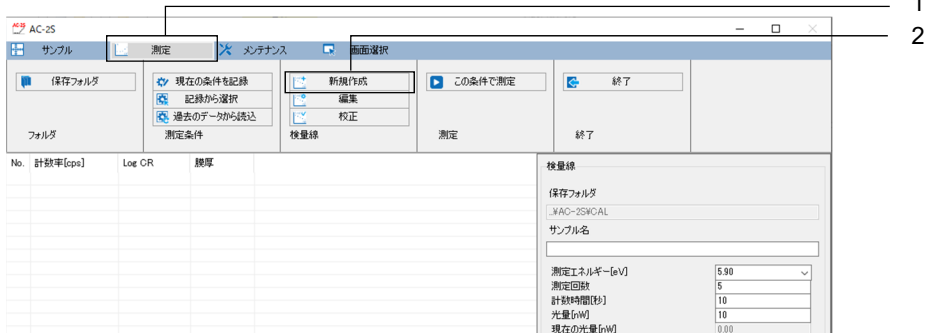 1
AC-2S
2
サンプル 測定 メンテナンス 画面選択
保存フォルダ 現在の条件を記録 新規作成 この条件で測定 終了
記録から選択 編集
過去のデータから読込 校正
フォルダ 測定条件 検量線 測定 終了
No. 計数率[cps] Log CR 膜厚
検量線
保存フォルダ
..¥AC-2S¥CAL
サンプル名
測定エネルギー[eV] 5.90
測定回数 5
計数時間[秒] 10
光量[nW] 10
現在の光量[nW] 0.00